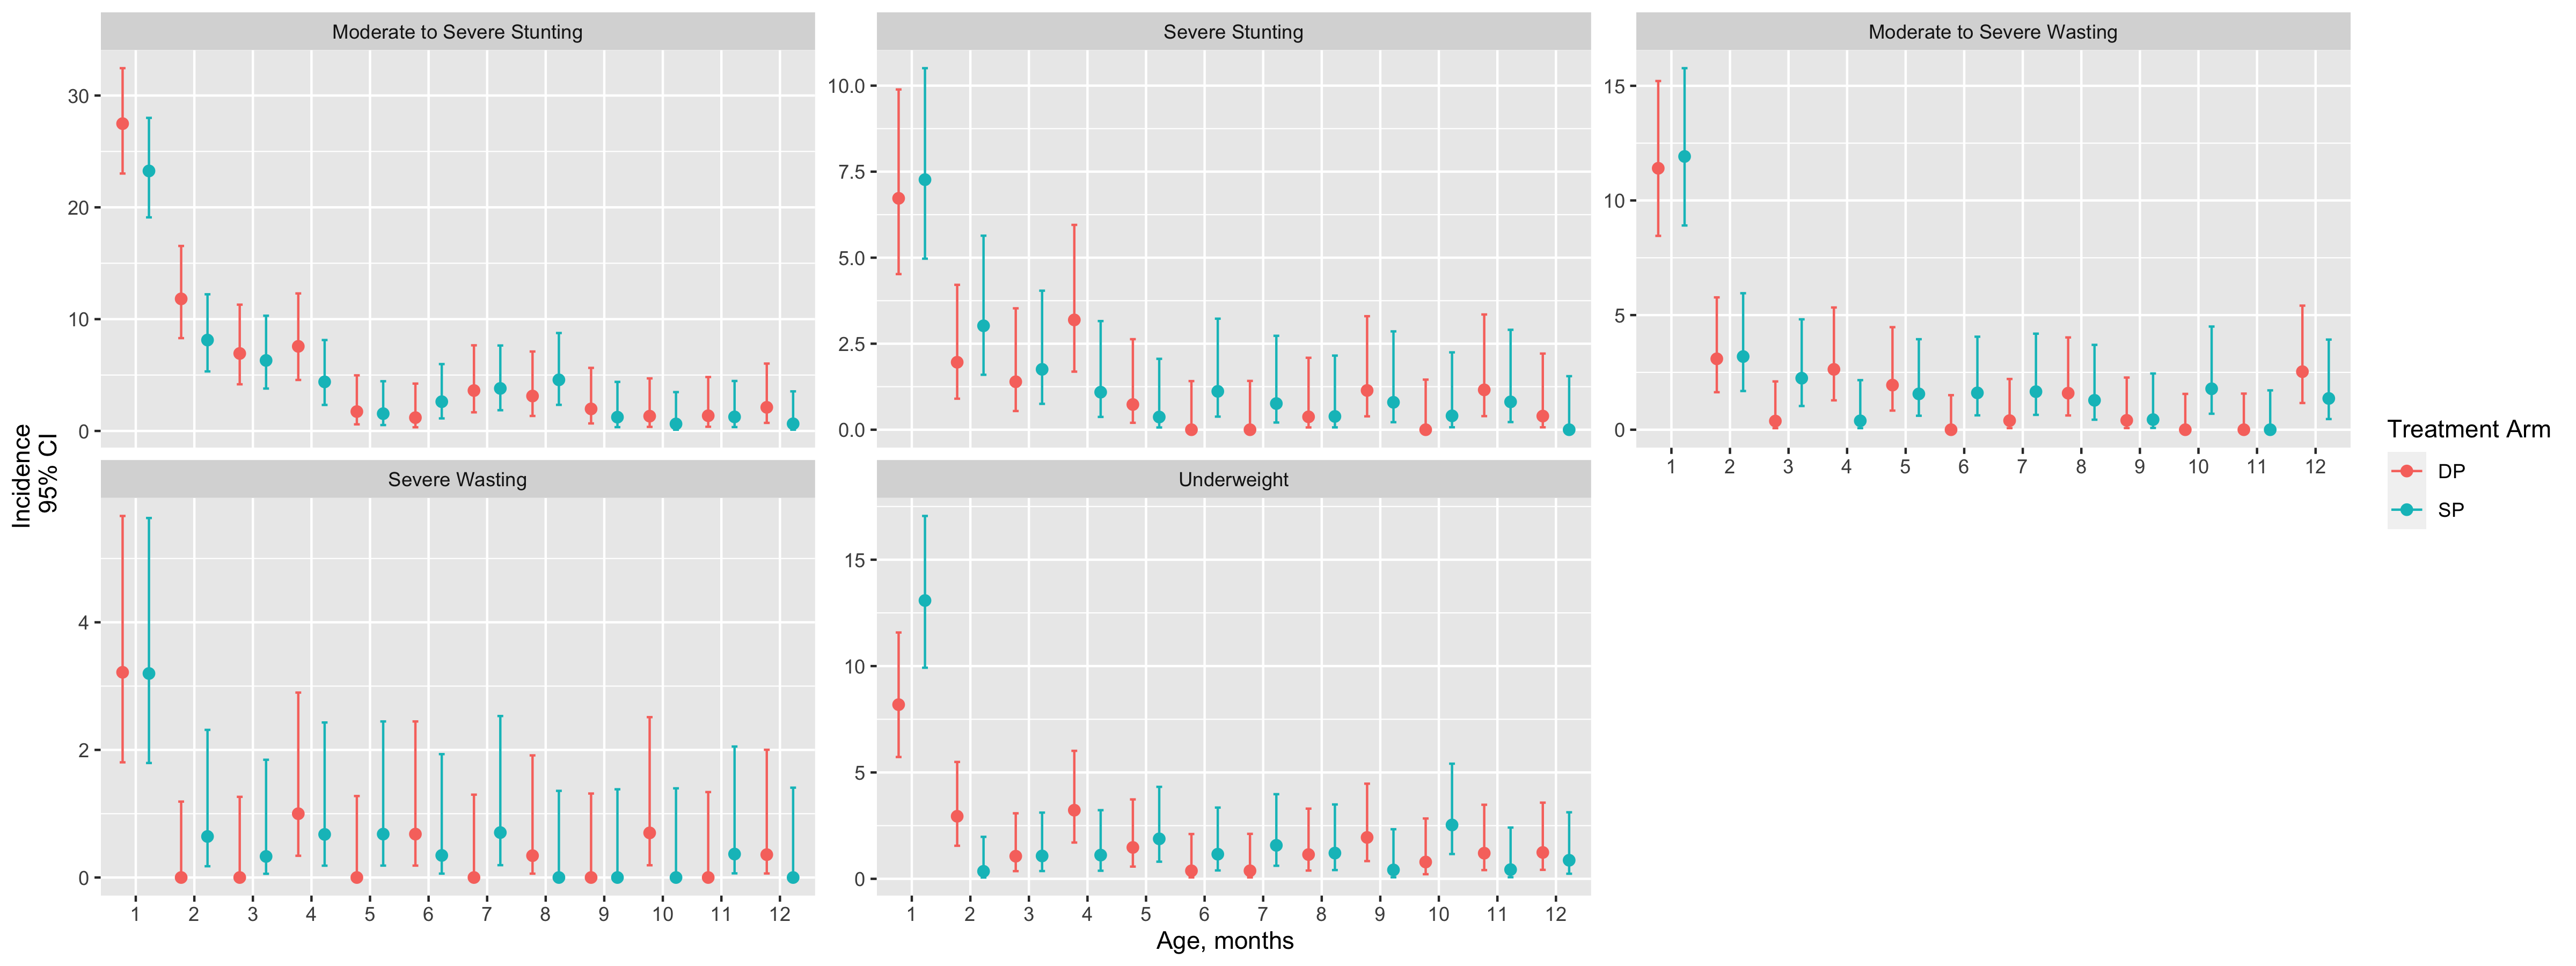 Moderate to Severe Stunting
Severe Stunting
Moderate to Severe Wasting
30
20
10
0
10.0
7.5
5.0
2.5
0.0
15
10
5
0
1 2 3 4 5 6 7 8 9 10 11 12
Severe Wasting
Underweight
4
2
0
15
10
5
0
1 2 3 4 5 6 7 8 9 10 11 12
1 2 3 4 5 6 7 8 9 10 11 12
Incidence
95% CI
Age, months
Treatment Arm
DP
SP